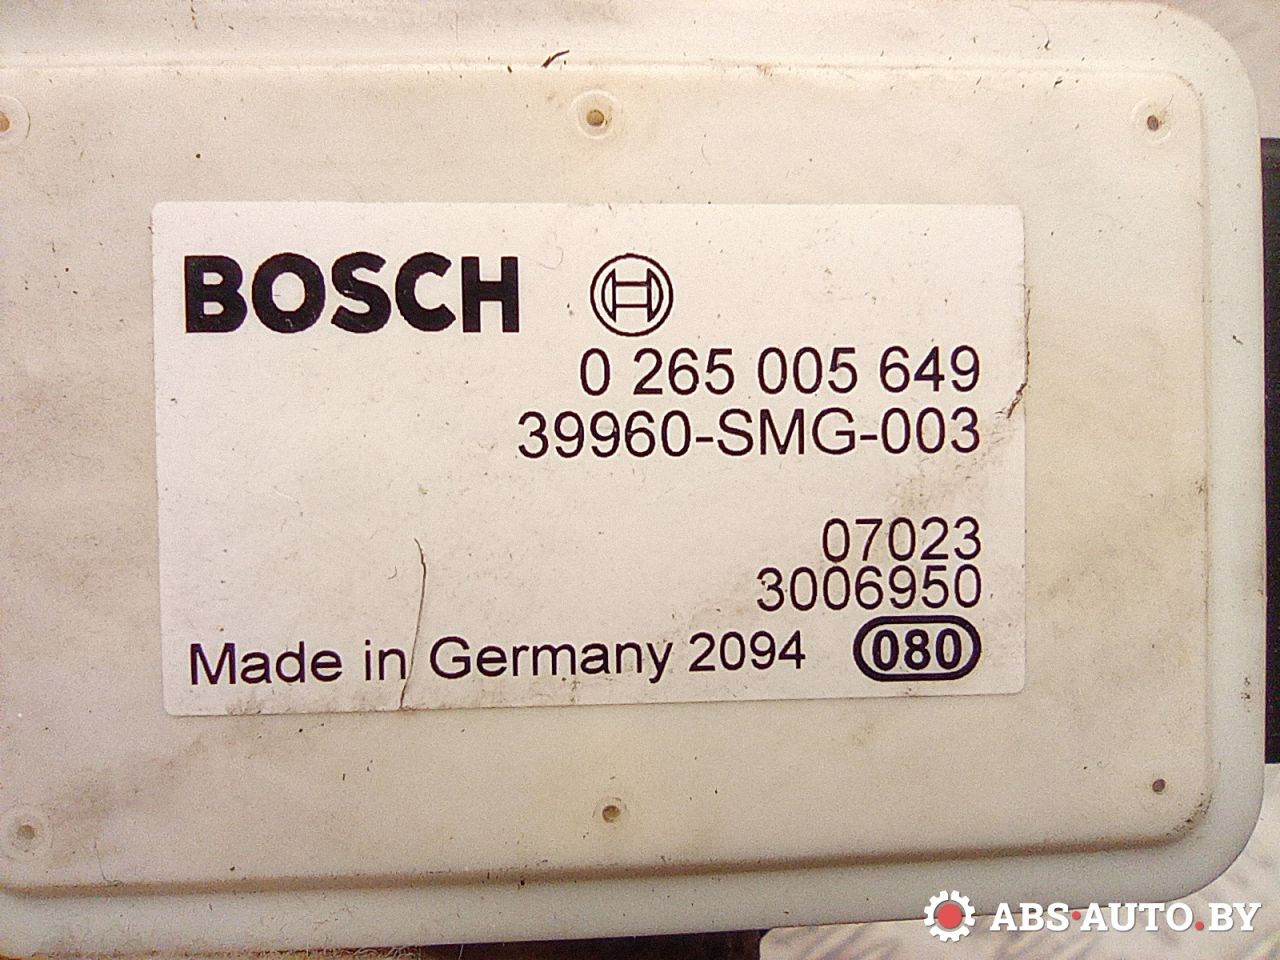 BOSCH
0 265 005 649
39960-SMG-003
07023
3006950
Made in Germany 2094 080
ABS·AUTO.BY